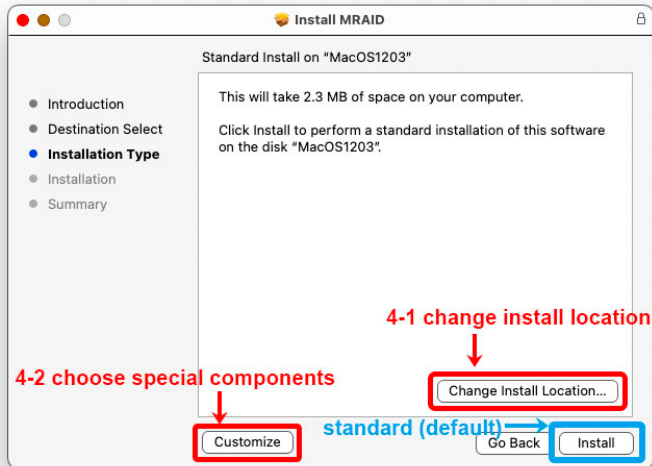 Install MRAID
Standard Install on “MacOS1203”
Introduction
Destination Select
Installation Type
Installation
Summary
This will take 2.3 MB of space on your computer.
Click Install to perform a standard installation of this software
on the disk “MacOS1203”.
4-1 change install location
Change Install Location...
4-2 choose special components
Customize
standard (default)
Go Back
Install